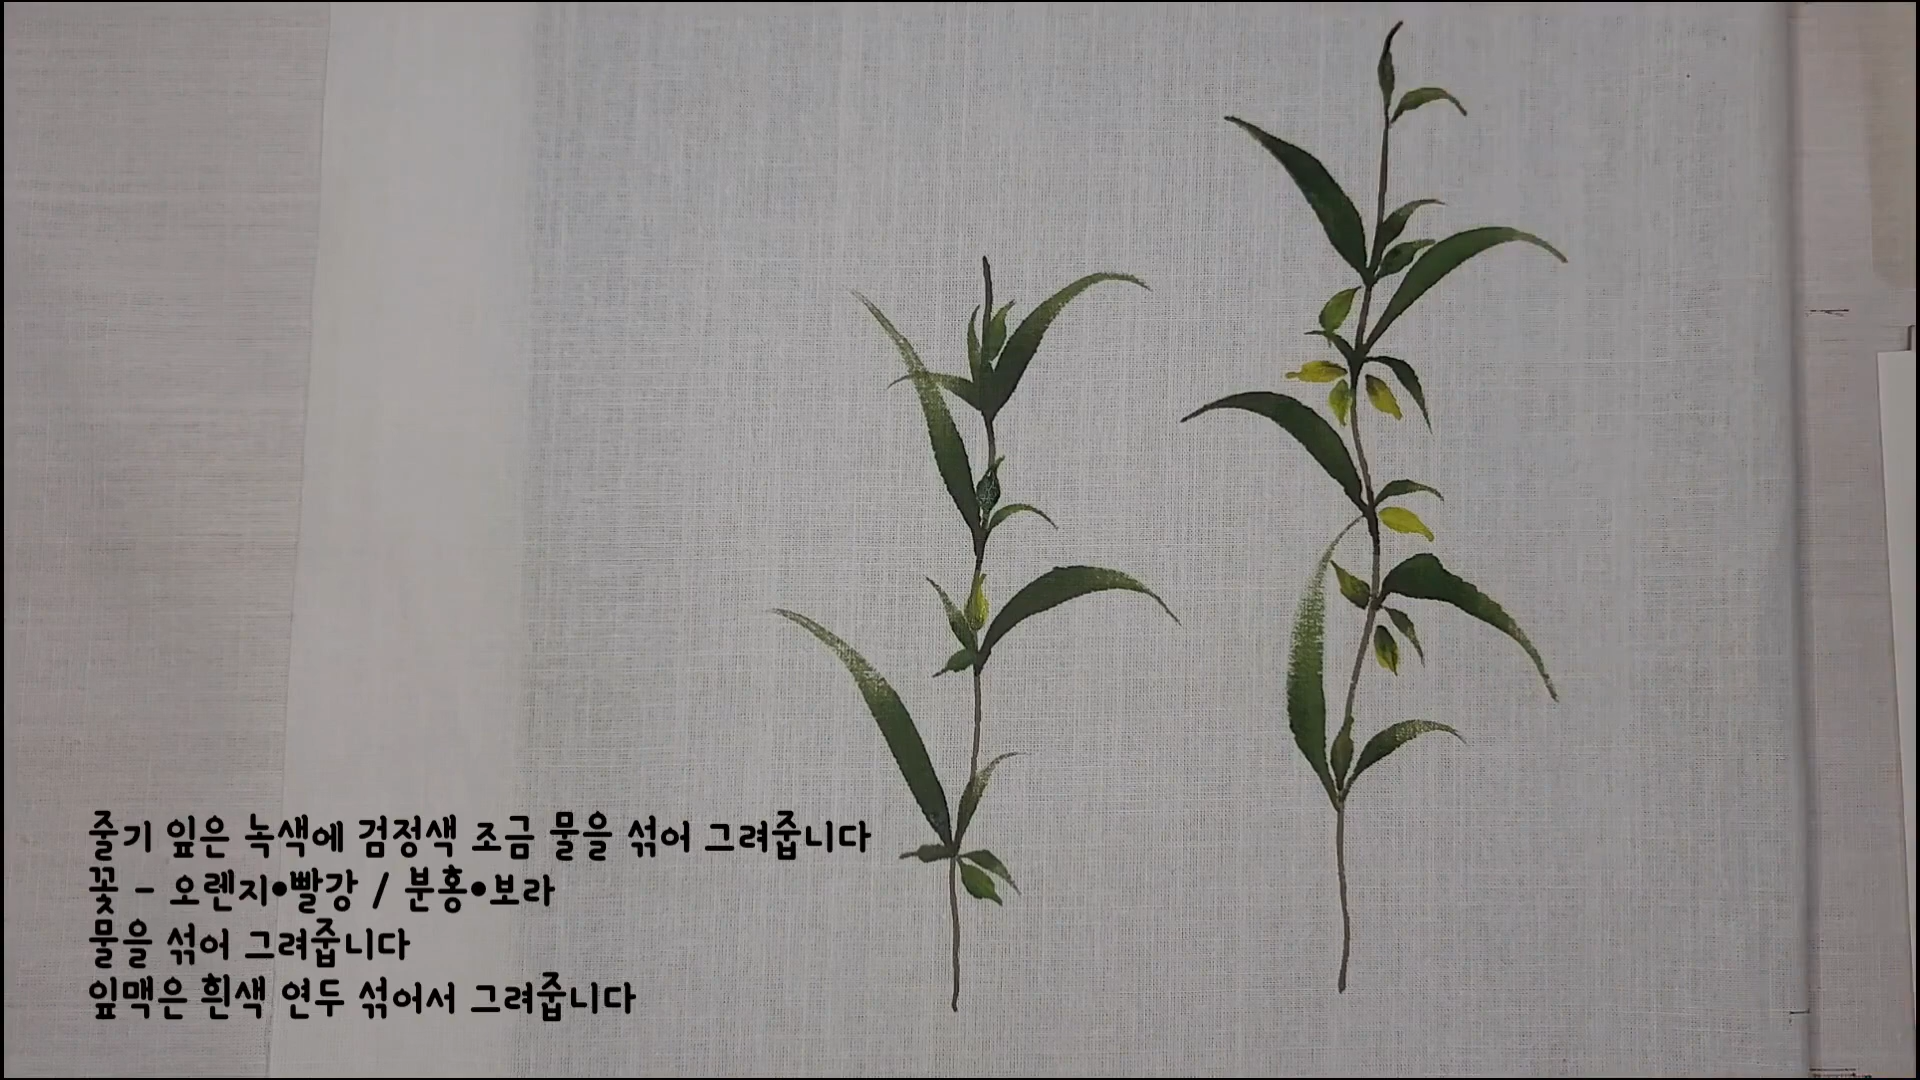 줄기 잎은 녹색에 검정색 조금 물을 섞어 그려줍니다
꽃 - 오렌지•빨강 / 분홍•보라
물을 섞어 그려줍니다
잎맥은 흰색 연두 섞어서 그려줍니다